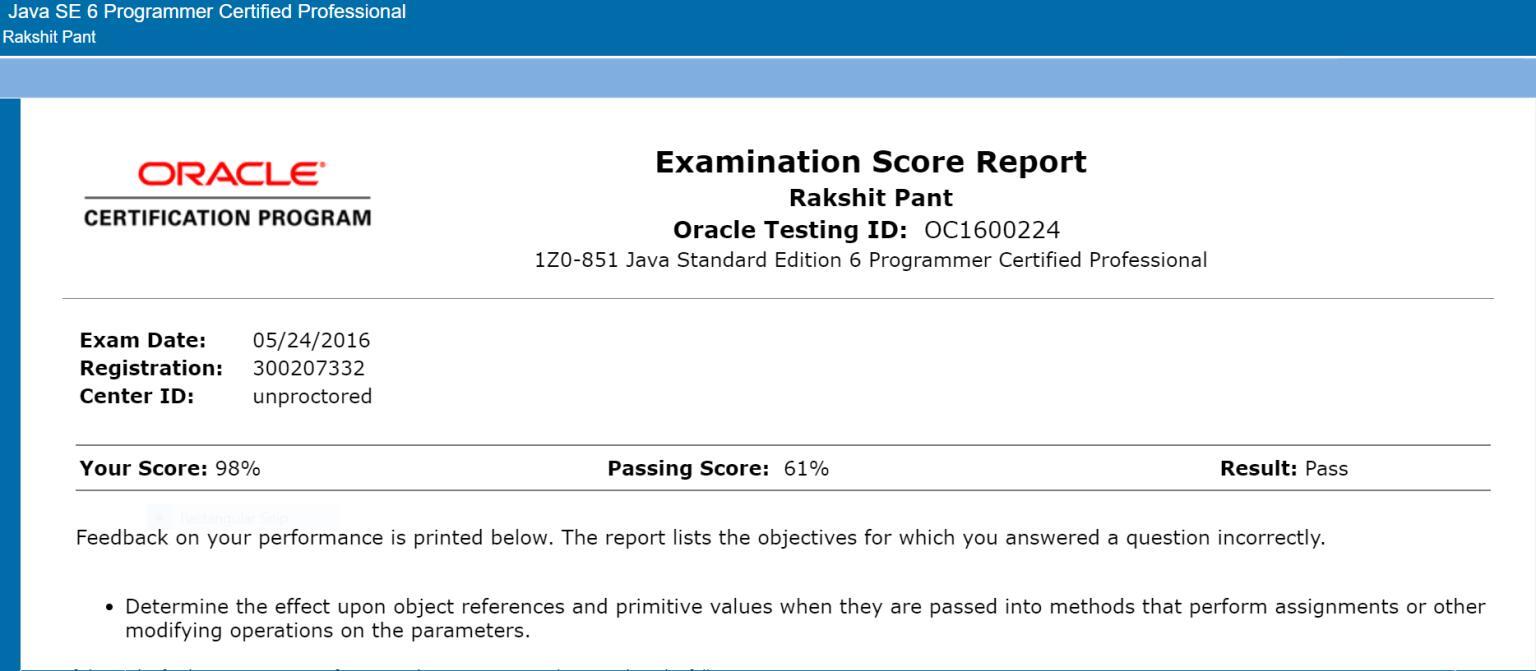 Java SE 6 Programmer Certified Professional
Rakshit Pant
ORACLE®
CERTIFICATION PROGRAM
Examination Score Report
Rakshit Pant
Oracle Testing ID: OC1600224
1Z0-851 Java Standard Edition 6 Programmer Certified Professional
Exam Date: 05/24/2016
Registration: 300207332
Center ID: unproctored
Your Score: 98% Passing Score: 61% Result: Pass
Rectangular Snip
Feedback on your performance is printed below. The report lists the objectives for which you answered a question incorrectly.
• Determine the effect upon object references and primitive values when they are passed into methods that perform assignments or other
modifying operations on the parameters.